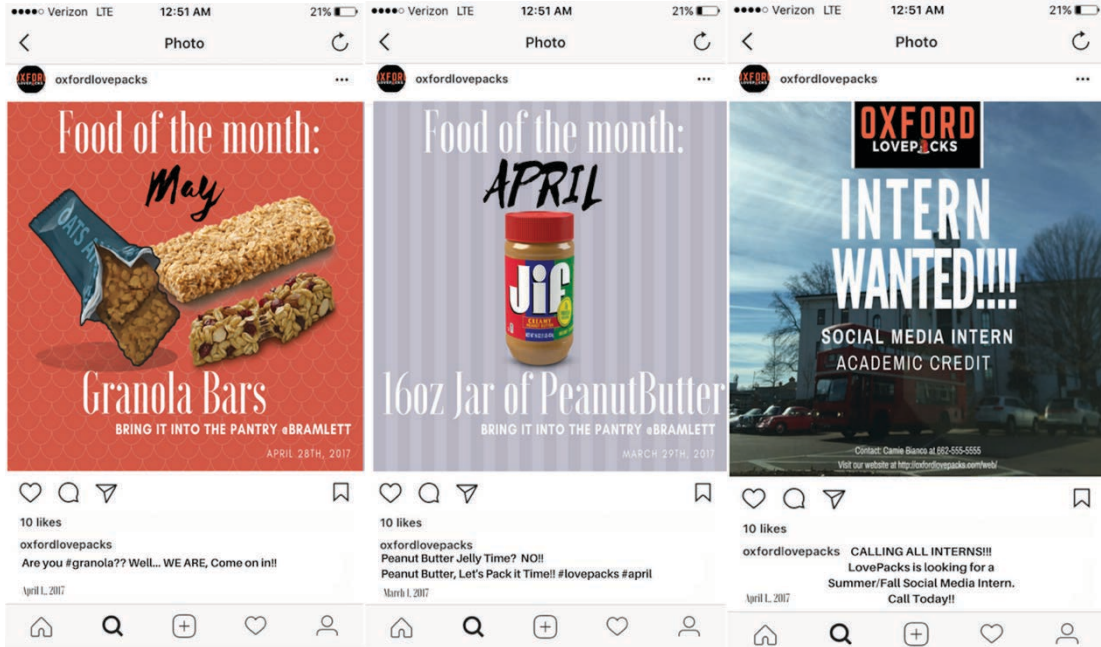 Verizon LTE 12:51 AM 21%
Photo
oxfordlovepacks
Food of the month:
May
OATS A
Granola Bars
BRING IT INTO THE PANTRY @BRAMLETT
APRIL 28TH, 2017
10 likes
oxfordlovepacks
Are you #granola?? Well... WE ARE, Come on in!!
April 1, 2017
Verizon LTE 12:51 AM 21%
Photo
oxfordlovepacks
Food of the month:
APRIL
Jif
CREAMY
16oz Jar of PeanutButter
BRING IT INTO THE PANTRY @BRAMLETT
MARCH 29TH, 2017
10 likes
oxfordlovepacks
Peanut Butter Jelly Time? NO!!
Peanut Butter, Let's Pack it Time!! #lovepacks #april
March 1, 2017
Verizon LTE 12:51 AM 21%
Photo
oxfordlovepacks
OXFORD
LOVEPACKS
INTERN
WANTED!!!!
SOCIAL MEDIA INTERN
ACADEMIC CREDIT
Contact: Camie Bianco at 662-555-5555
Visit our website at http://oxfordlovepacks.com/web/
10 likes
oxfordlovepacks CALLING ALL INTERNS!!!
LovePacks is looking for a
Summer/Fall Social Media Intern.
Call Today!!
April 1, 2017